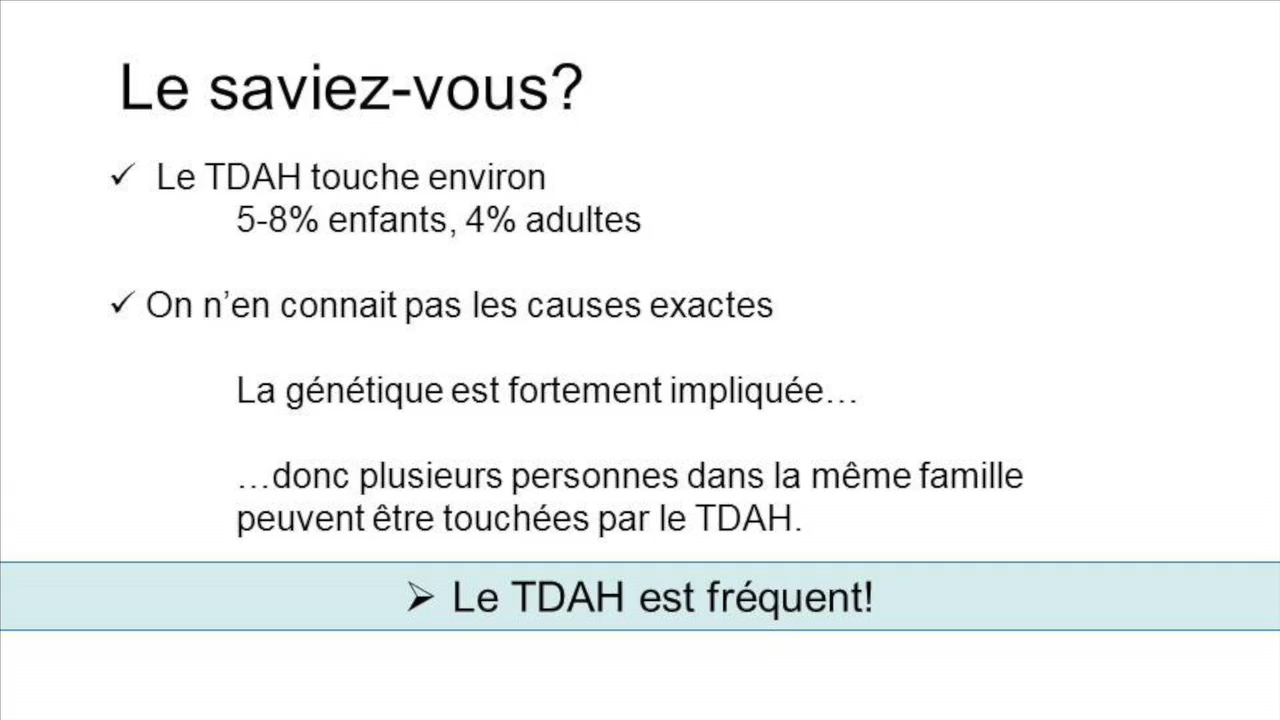 Le saviez-vous?
✓ Le TDAH touche environ
5-8% enfants, 4% adultes
✓ On n’en connait pas les causes exactes
La génétique est fortement impliquée…
…donc plusieurs personnes dans la même famille
peuvent être touchées par le TDAH.
➢ Le TDAH est fréquent!